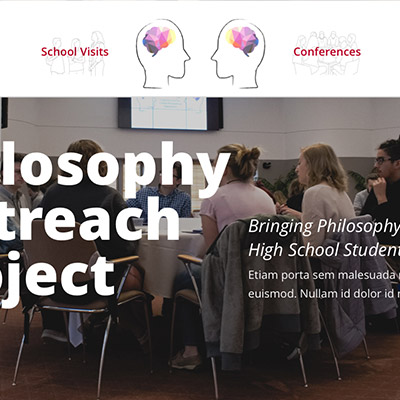 School Visits
Conferences
losophy
treach
ject
Bringing Philosophy
High School Student
Etiam porta sem malesuada
euismod. Nullam id dolor id